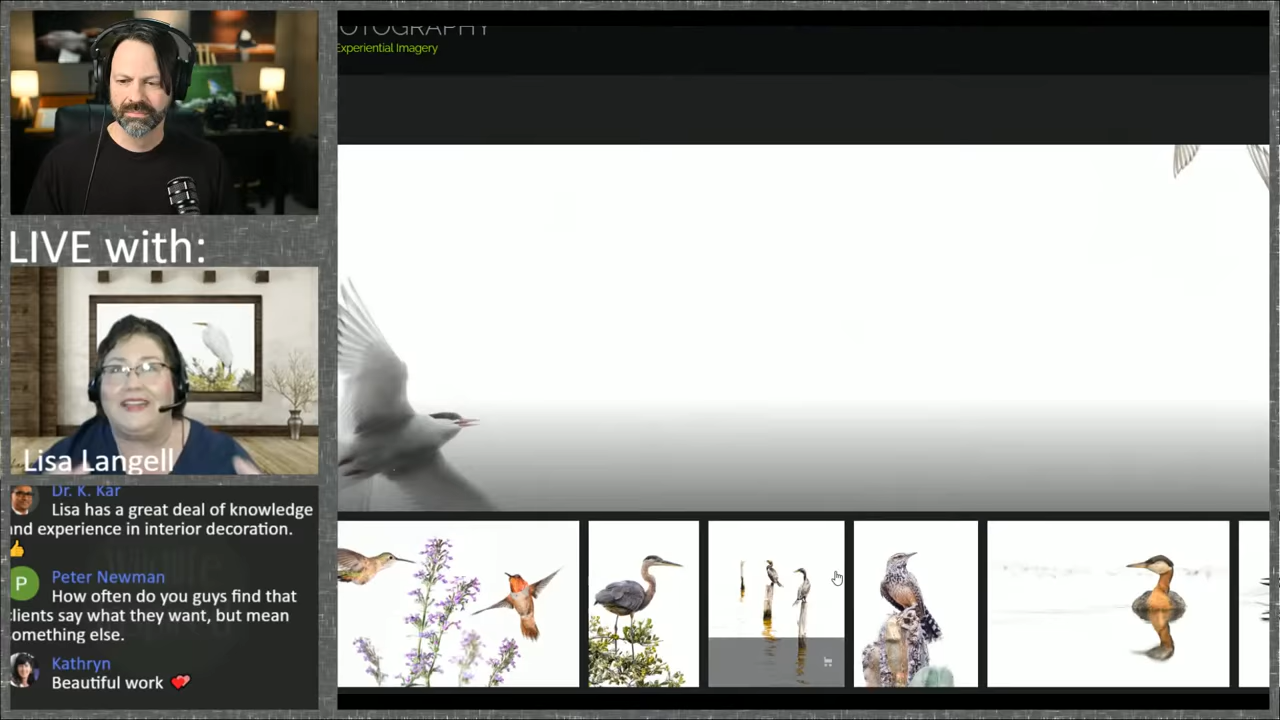 OTOGRAPHY
Experiential Imagery
LIVE with:
Lisa Langell
Dr. K. Kar
Lisa has a great deal of knowledge
nd experience in interior decoration.
P
Peter Newman
How often do you guys find that
lients say what they want, but mean
omething else.
Kathryn
Beautiful work